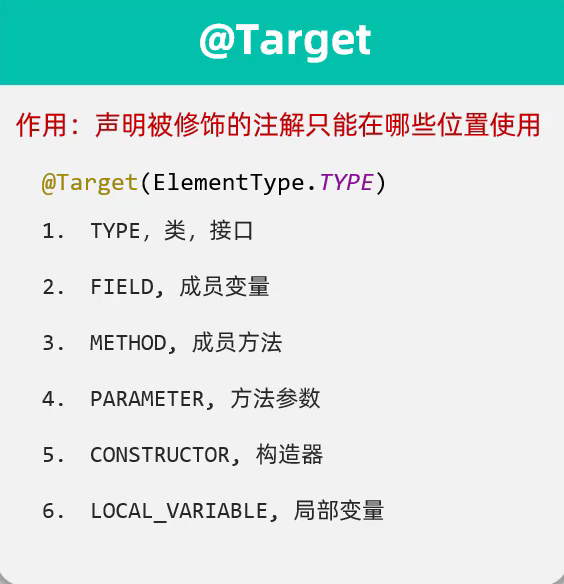 @Target
作用：声明被修饰的注解只能在哪些位置使用
@Target(ElementType.TYPE)
1. TYPE，类，接口
2. FIELD, 成员变量
3. METHOD, 成员方法
4. PARAMETER, 方法参数
5. CONSTRUCTOR, 构造器
6. LOCAL_VARIABLE, 局部变量